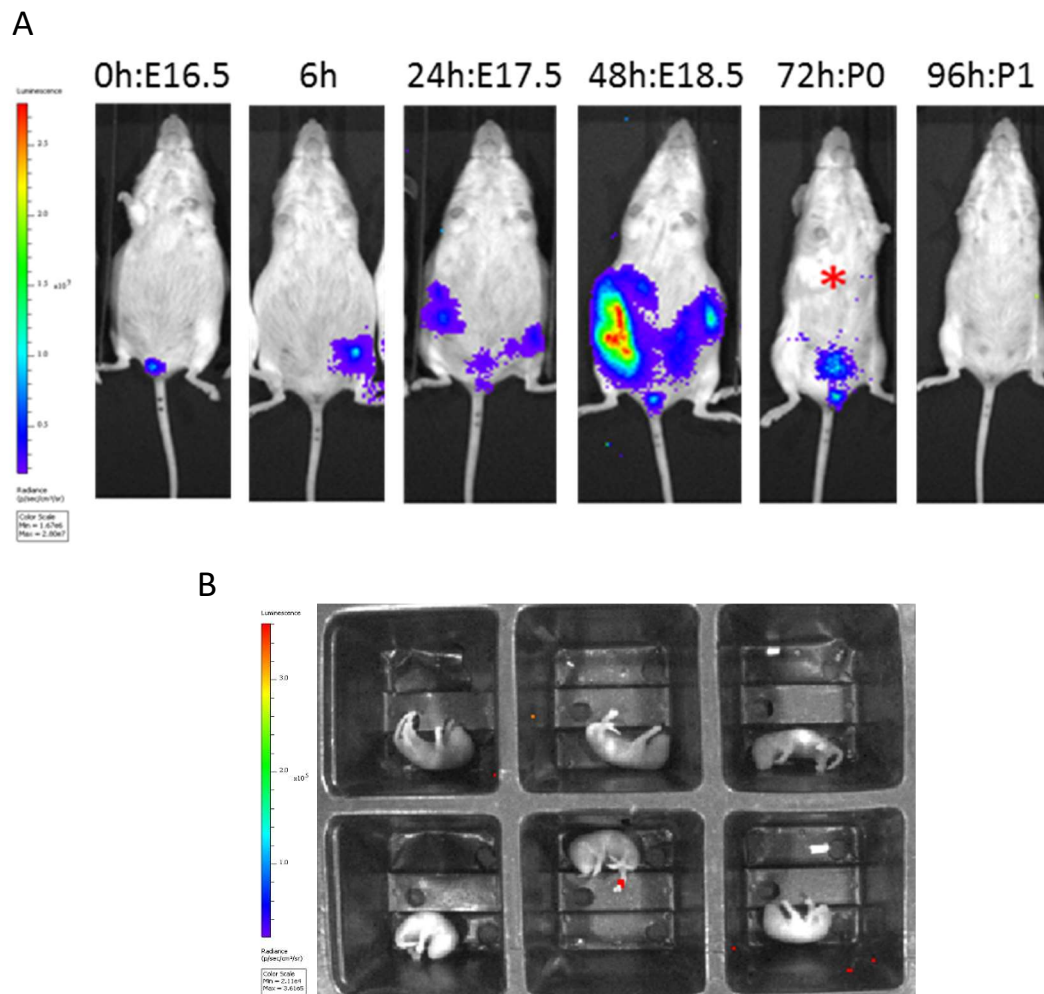 A
0h:E16.5
6h
24h:E17.5
48h:E18.5
72h:P0
96h:P1
Luminescence
2.5
2.0
x10⁷
1.5
1.0
0.5
Radiance
(p/sec/cm²/sr)
Color Scale
Min = 1.67e6
Max = 2.80e7
*
B
Luminescence
3.0
2.0
x10⁵
1.0
Radiance
(p/sec/cm²/sr)
Color Scale
Min = 2.11e4
Max = 3.61e5